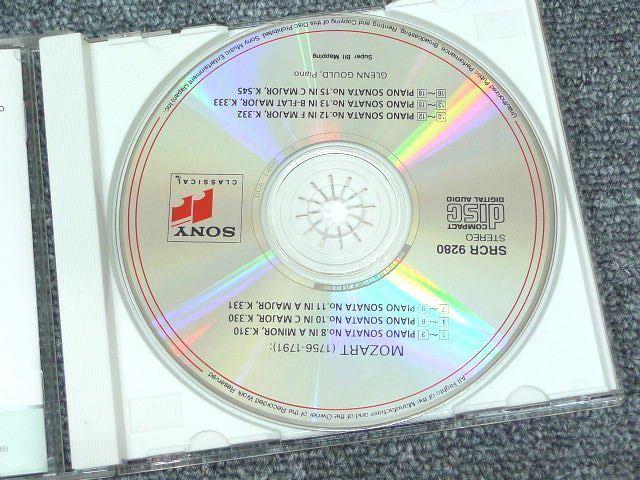 All Rights of the Manufacturer and of the Owner of the Recorded Work Reserved.
MOZART (1756-1791):
1~3 PIANO SONATA No.8 IN A MINOR, K.310
4~6 PIANO SONATA No.10 IN C MAJOR, K.330
7~9 PIANO SONATA No.11 IN A MAJOR, K.331
SRCR 9280
STEREO
COMPACT
disc
DIGITAL AUDIO
SONY
CLASSICAL
10~12 PIANO SONATA No.12 IN F MAJOR, K.332
13~15 PIANO SONATA No.13 IN B-FLAT MAJOR, K.333
16~18 PIANO SONATA No.15 IN C MAJOR, K.545
GLENN GOULD, Piano
Super Bit Mapping
Unauthorized Public Performance, Broadcasting, Renting and Copying of this Disc Prohibited. Sony Music Entertainment (Japan) Inc.